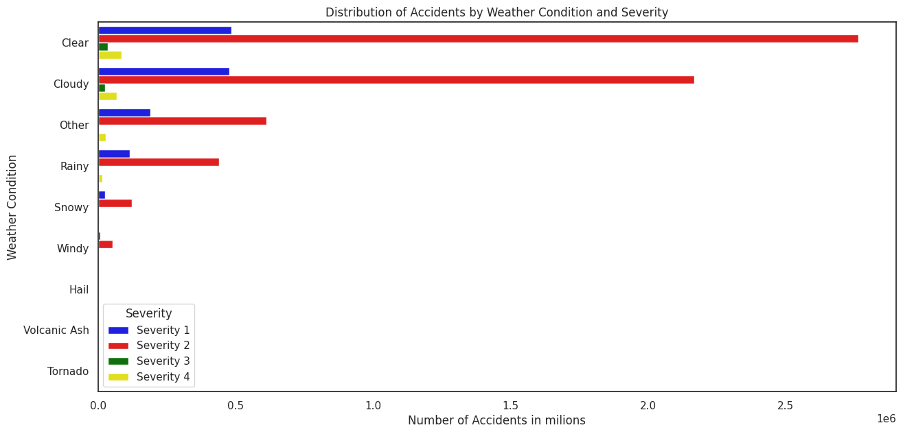 Distribution of Accidents by Weather Condition and Severity
Weather Condition
Clear
Cloudy
Other
Rainy
Snowy
Windy
Hail
Volcanic Ash
Tornado
Severity
Severity 1
Severity 2
Severity 3
Severity 4
0.0 0.5 1.0 1.5 2.0 2.5
1e6
Number of Accidents in milions